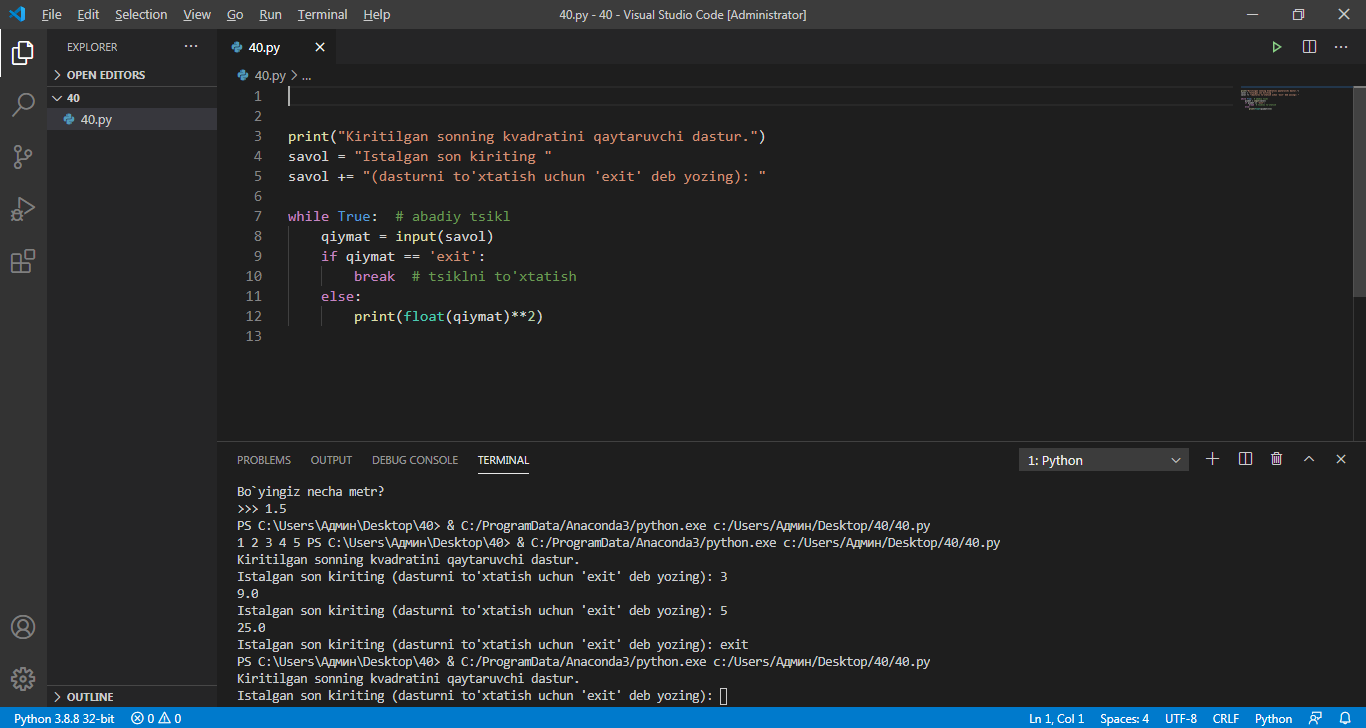 File Edit Selection View Go Run Terminal Help 40.py - 40 - Visual Studio Code [Administrator]
EXPLORER
OPEN EDITORS
40
40.py
OUTLINE
40.py
40.py > ...
1
2
3 print("Kiritilgan sonning kvadratini qaytaruvchi dastur.")
4 savol = "Istalgan son kiriting "
5 savol += "(dasturni to'xtatish uchun 'exit' deb yozing): "
6
7 while True:  # abadiy tsikl
8     qiymat = input(savol)
9     if qiymat == 'exit':
10         break  # tsiklni to'xtatish
11     else:
12         print(float(qiymat)**2)
13
PROBLEMS OUTPUT DEBUG CONSOLE TERMINAL 1: Python
Bo`yingiz necha metr?
>>> 1.5
PS C:\Users\Админ\Desktop\40> & C:/ProgramData/Anaconda3/python.exe c:/Users/Админ/Desktop/40/40.py
1 2 3 4 5 PS C:\Users\Админ\Desktop\40> & C:/ProgramData/Anaconda3/python.exe c:/Users/Админ/Desktop/40/40.py
Kiritilgan sonning kvadratini qaytaruvchi dastur.
Istalgan son kiriting (dasturni to'xtatish uchun 'exit' deb yozing): 3
9.0
Istalgan son kiriting (dasturni to'xtatish uchun 'exit' deb yozing): 5
25.0
Istalgan son kiriting (dasturni to'xtatish uchun 'exit' deb yozing): exit
PS C:\Users\Админ\Desktop\40> & C:/ProgramData/Anaconda3/python.exe c:/Users/Админ/Desktop/40/40.py
Kiritilgan sonning kvadratini qaytaruvchi dastur.
Istalgan son kiriting (dasturni to'xtatish uchun 'exit' deb yozing):
Python 3.8.8 32-bit 0 0 Ln 1, Col 1 Spaces: 4 UTF-8 CRLF Python